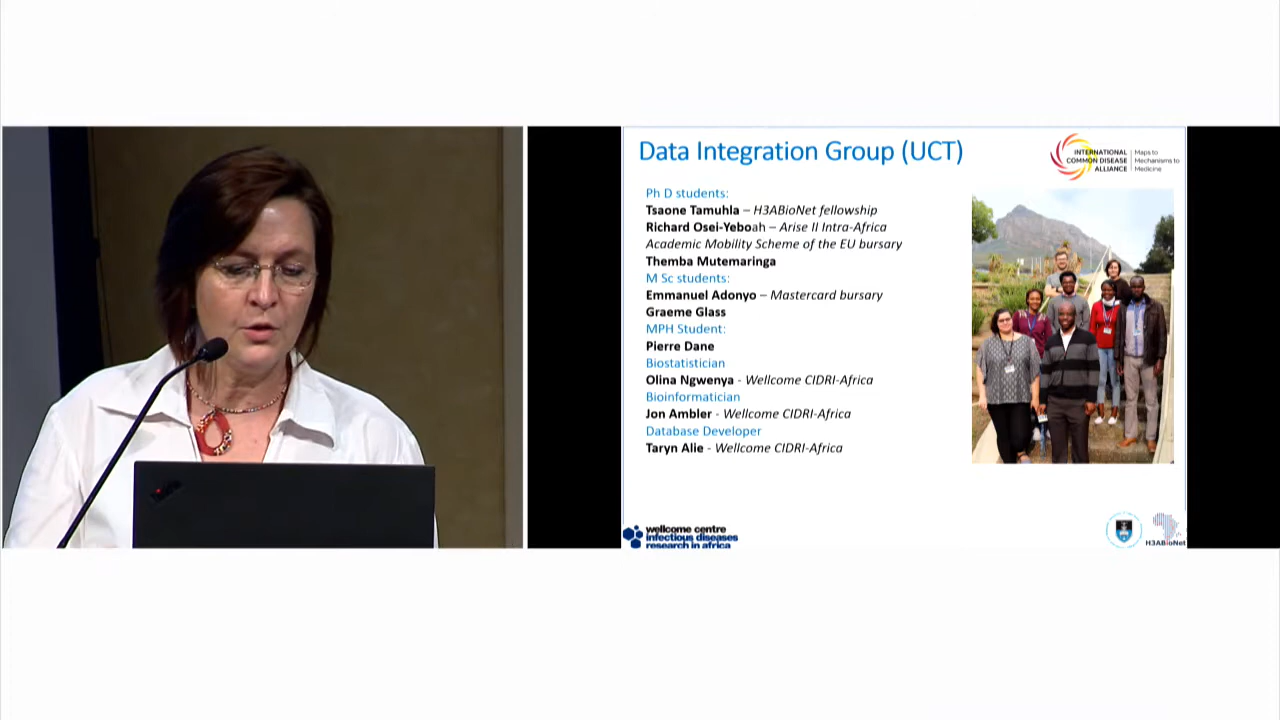 Data Integration Group (UCT)
INTERNATIONAL
COMMON DISEASE
ALLIANCE
Maps to
Mechanisms to
Medicine
Ph D students:
Tsaone Tamuhla – H3ABioNet fellowship
Richard Osei-Yeboah – Arise II Intra-Africa
Academic Mobility Scheme of the EU bursary
Themba Mutemaringa
M Sc students:
Emmanuel Adonyo – Mastercard bursary
Graeme Glass
MPH Student:
Pierre Dane
Biostatistician
Olina Ngwenya - Wellcome CIDRI-Africa
Bioinformatician
Jon Ambler - Wellcome CIDRI-Africa
Database Developer
Taryn Alie - Wellcome CIDRI-Africa
wellcome centre
infectious diseases
research in africa
H3ABioNet